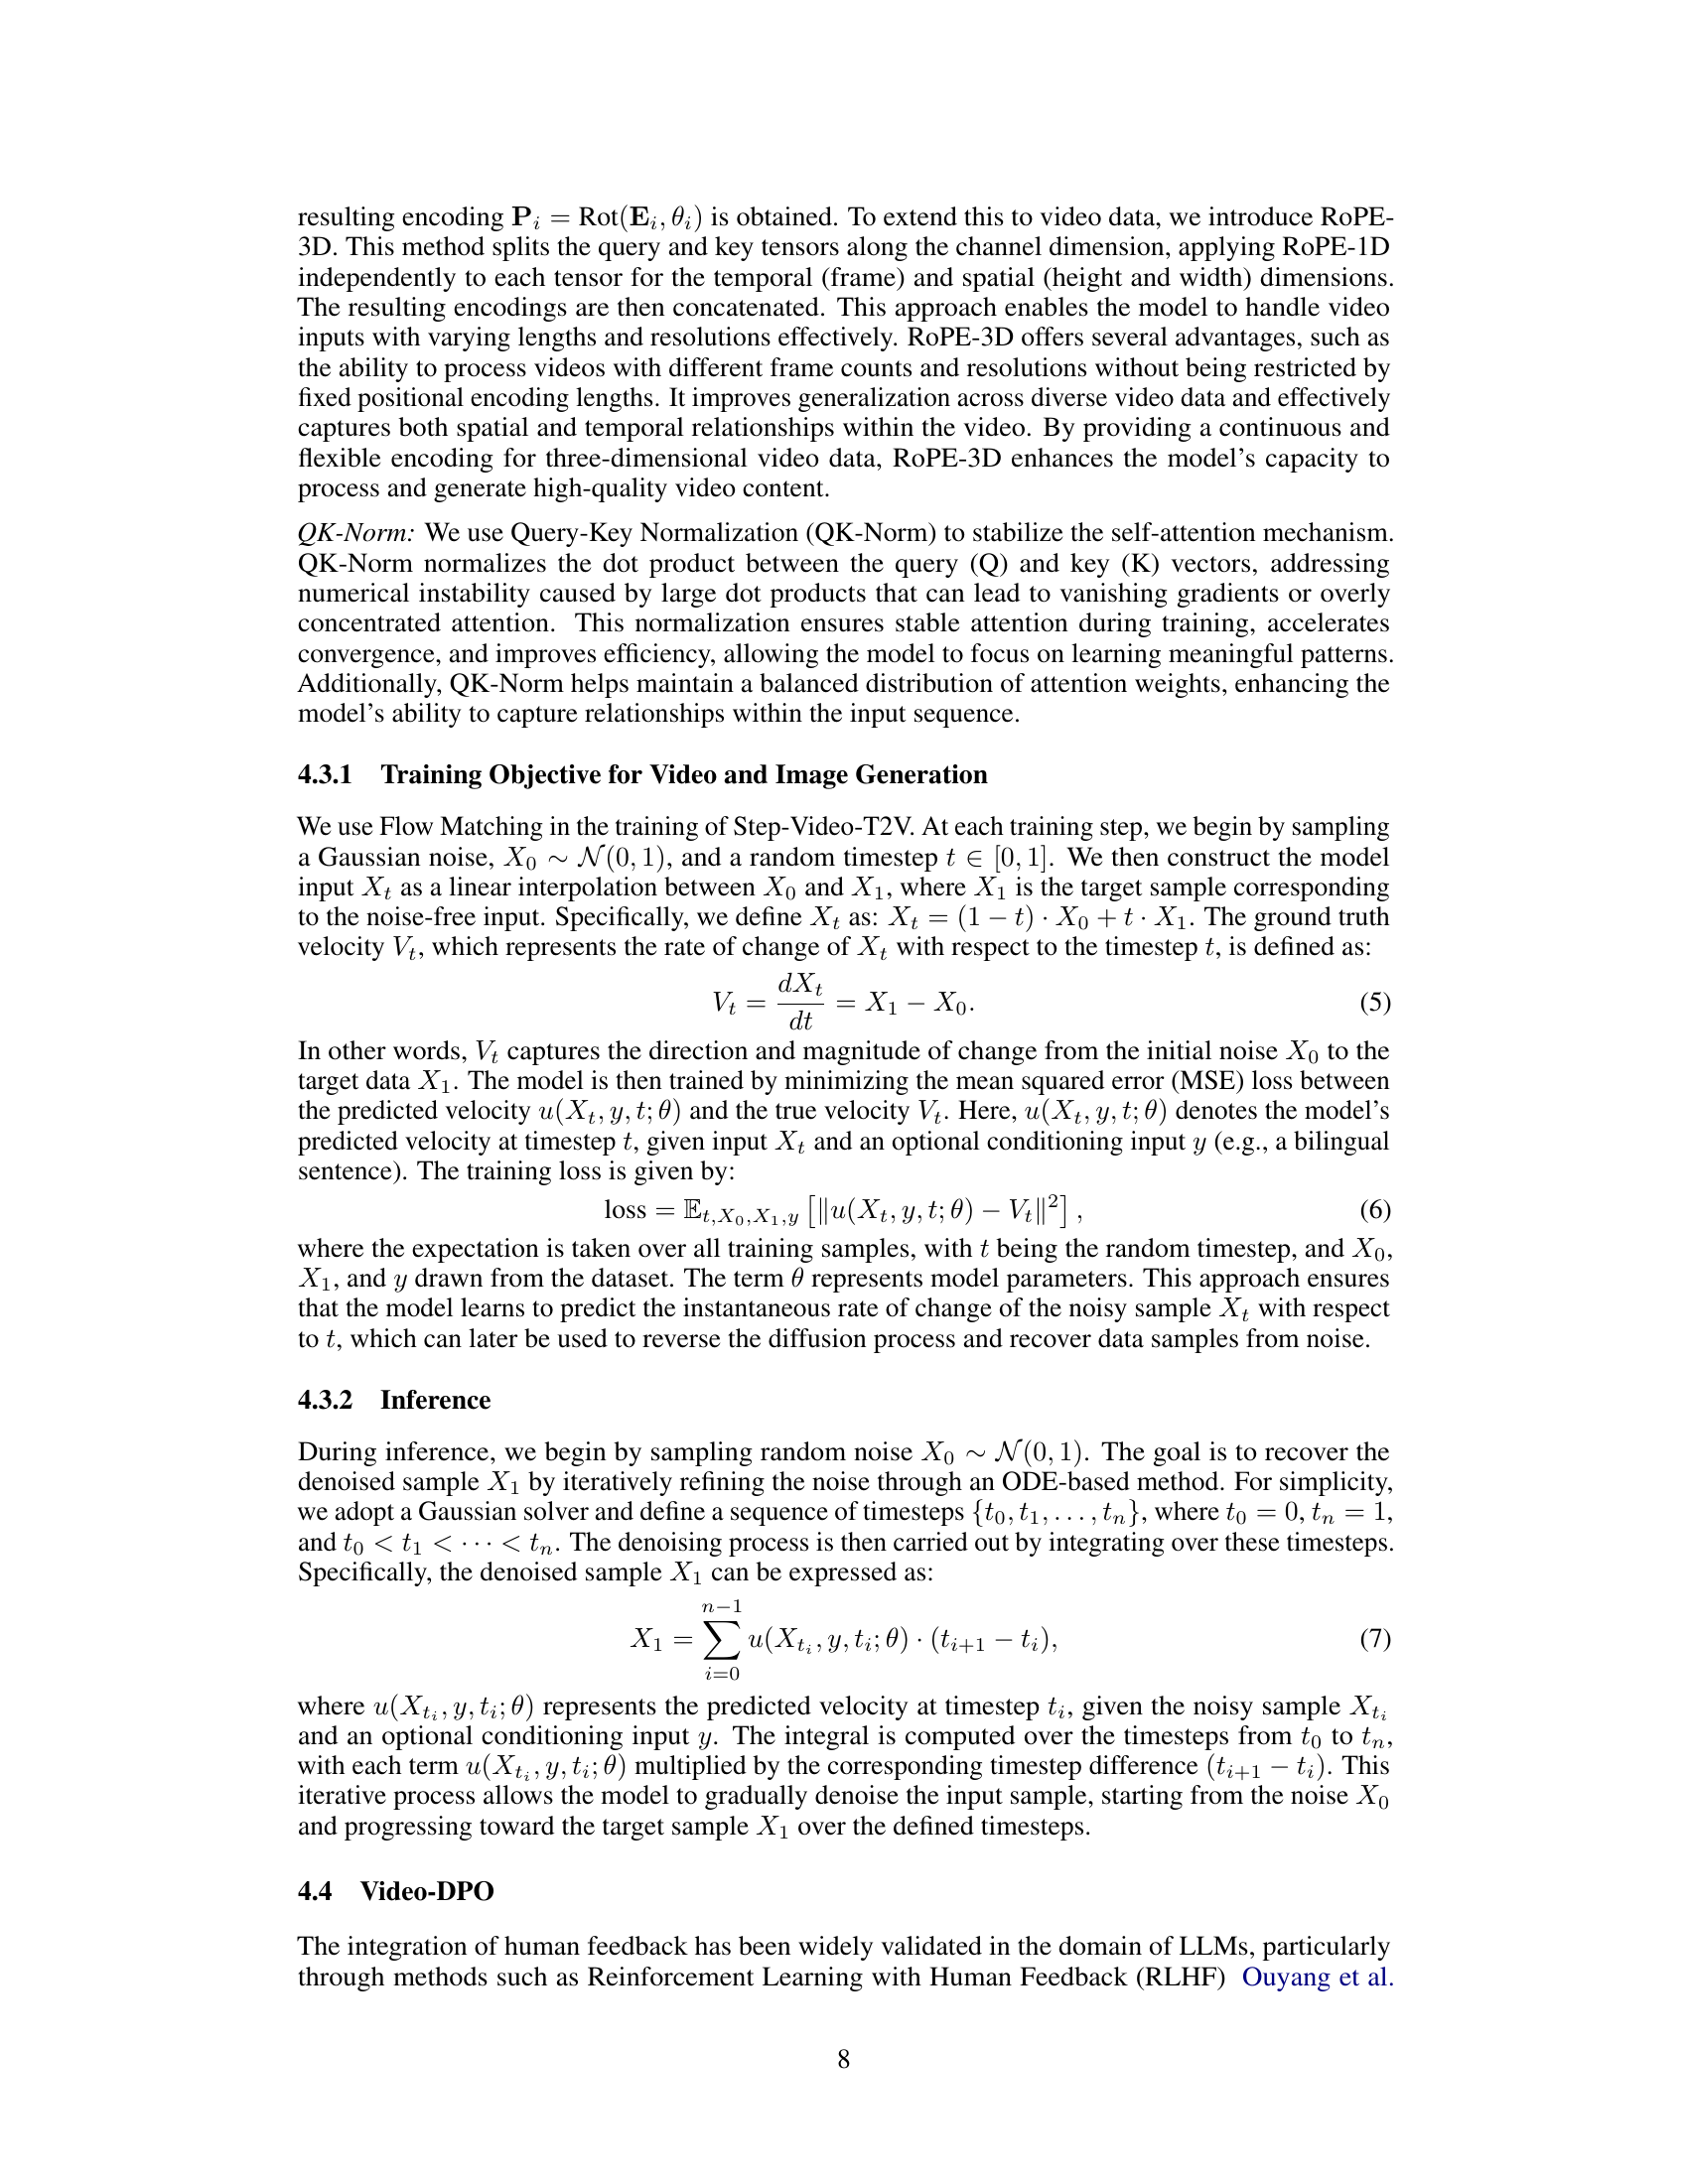 resulting encoding P_i = Rot(E_i, θ_i) is obtained. To extend this to video data, we introduce RoPE-
3D. This method splits the query and key tensors along the channel dimension, applying RoPE-1D
independently to each tensor for the temporal (frame) and spatial (height and width) dimensions.
The resulting encodings are then concatenated. This approach enables the model to handle video
inputs with varying lengths and resolutions effectively. RoPE-3D offers several advantages, such as
the ability to process videos with different frame counts and resolutions without being restricted by
fixed positional encoding lengths. It improves generalization across diverse video data and effectively
captures both spatial and temporal relationships within the video. By providing a continuous and
flexible encoding for three-dimensional video data, RoPE-3D enhances the model's capacity to
process and generate high-quality video content.
QK-Norm: We use Query-Key Normalization (QK-Norm) to stabilize the self-attention mechanism.
QK-Norm normalizes the dot product between the query (Q) and key (K) vectors, addressing
numerical instability caused by large dot products that can lead to vanishing gradients or overly
concentrated attention. This normalization ensures stable attention during training, accelerates
convergence, and improves efficiency, allowing the model to focus on learning meaningful patterns.
Additionally, QK-Norm helps maintain a balanced distribution of attention weights, enhancing the
model's ability to capture relationships within the input sequence.
4.3.1 Training Objective for Video and Image Generation
We use Flow Matching in the training of Step-Video-T2V. At each training step, we begin by sampling
a Gaussian noise, X_0 ∼ N(0, 1), and a random timestep t ∈ [0, 1]. We then construct the model
input X_t as a linear interpolation between X_0 and X_1, where X_1 is the target sample corresponding
to the noise-free input. Specifically, we define X_t as: X_t = (1 − t) · X_0 + t · X_1. The ground truth
velocity V_t, which represents the rate of change of X_t with respect to the timestep t, is defined as:
V_t = dX_t/dt = X_1 − X_0. (5)
In other words, V_t captures the direction and magnitude of change from the initial noise X_0 to the
target data X_1. The model is then trained by minimizing the mean squared error (MSE) loss between
the predicted velocity u(X_t, y, t; θ) and the true velocity V_t. Here, u(X_t, y, t; θ) denotes the model's
predicted velocity at timestep t, given input X_t and an optional conditioning input y (e.g., a bilingual
sentence). The training loss is given by:
loss = 𝔼_{t,X_0,X_1,y} [‖u(X_t, y, t; θ) − V_t‖^2] , (6)
where the expectation is taken over all training samples, with t being the random timestep, and X_0,
X_1, and y drawn from the dataset. The term θ represents model parameters. This approach ensures
that the model learns to predict the instantaneous rate of change of the noisy sample X_t with respect
to t, which can later be used to reverse the diffusion process and recover data samples from noise.
4.3.2 Inference
During inference, we begin by sampling random noise X_0 ∼ N(0, 1). The goal is to recover the
denoised sample X_1 by iteratively refining the noise through an ODE-based method. For simplicity,
we adopt a Gaussian solver and define a sequence of timesteps {t_0, t_1, . . . , t_n}, where t_0 = 0, t_n = 1,
and t_0 < t_1 < · · · < t_n. The denoising process is then carried out by integrating over these timesteps.
Specifically, the denoised sample X_1 can be expressed as:
X_1 = ∑_{i=0}^{n−1} u(X_{t_i}, y, t_i; θ) · (t_{i+1} − t_i), (7)
where u(X_{t_i}, y, t_i; θ) represents the predicted velocity at timestep t_i, given the noisy sample X_{t_i}
and an optional conditioning input y. The integral is computed over the timesteps from t_0 to t_n,
with each term u(X_{t_i}, y, t_i; θ) multiplied by the corresponding timestep difference (t_{i+1} − t_i). This
iterative process allows the model to gradually denoise the input sample, starting from the noise X_0
and progressing toward the target sample X_1 over the defined timesteps.
4.4 Video-DPO
The integration of human feedback has been widely validated in the domain of LLMs, particularly
through methods such as Reinforcement Learning with Human Feedback (RLHF) Ouyang et al.
8